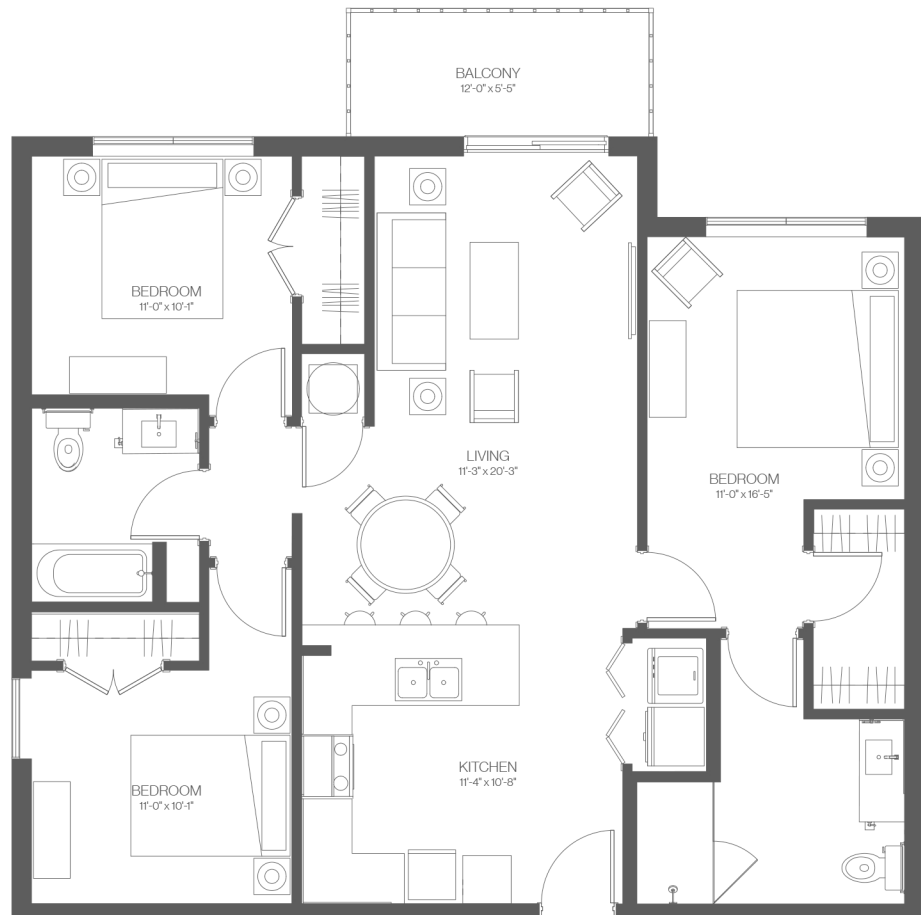 BALCONY
12'-0" x 5'-5"
BEDROOM
11'-0" x 10'-1"
LIVING
11'-3" x 20'-3"
BEDROOM
11'-0" x 16'-5"
KITCHEN
11'-4" x 10'-8"
BEDROOM
11'-0" x 10'-1"